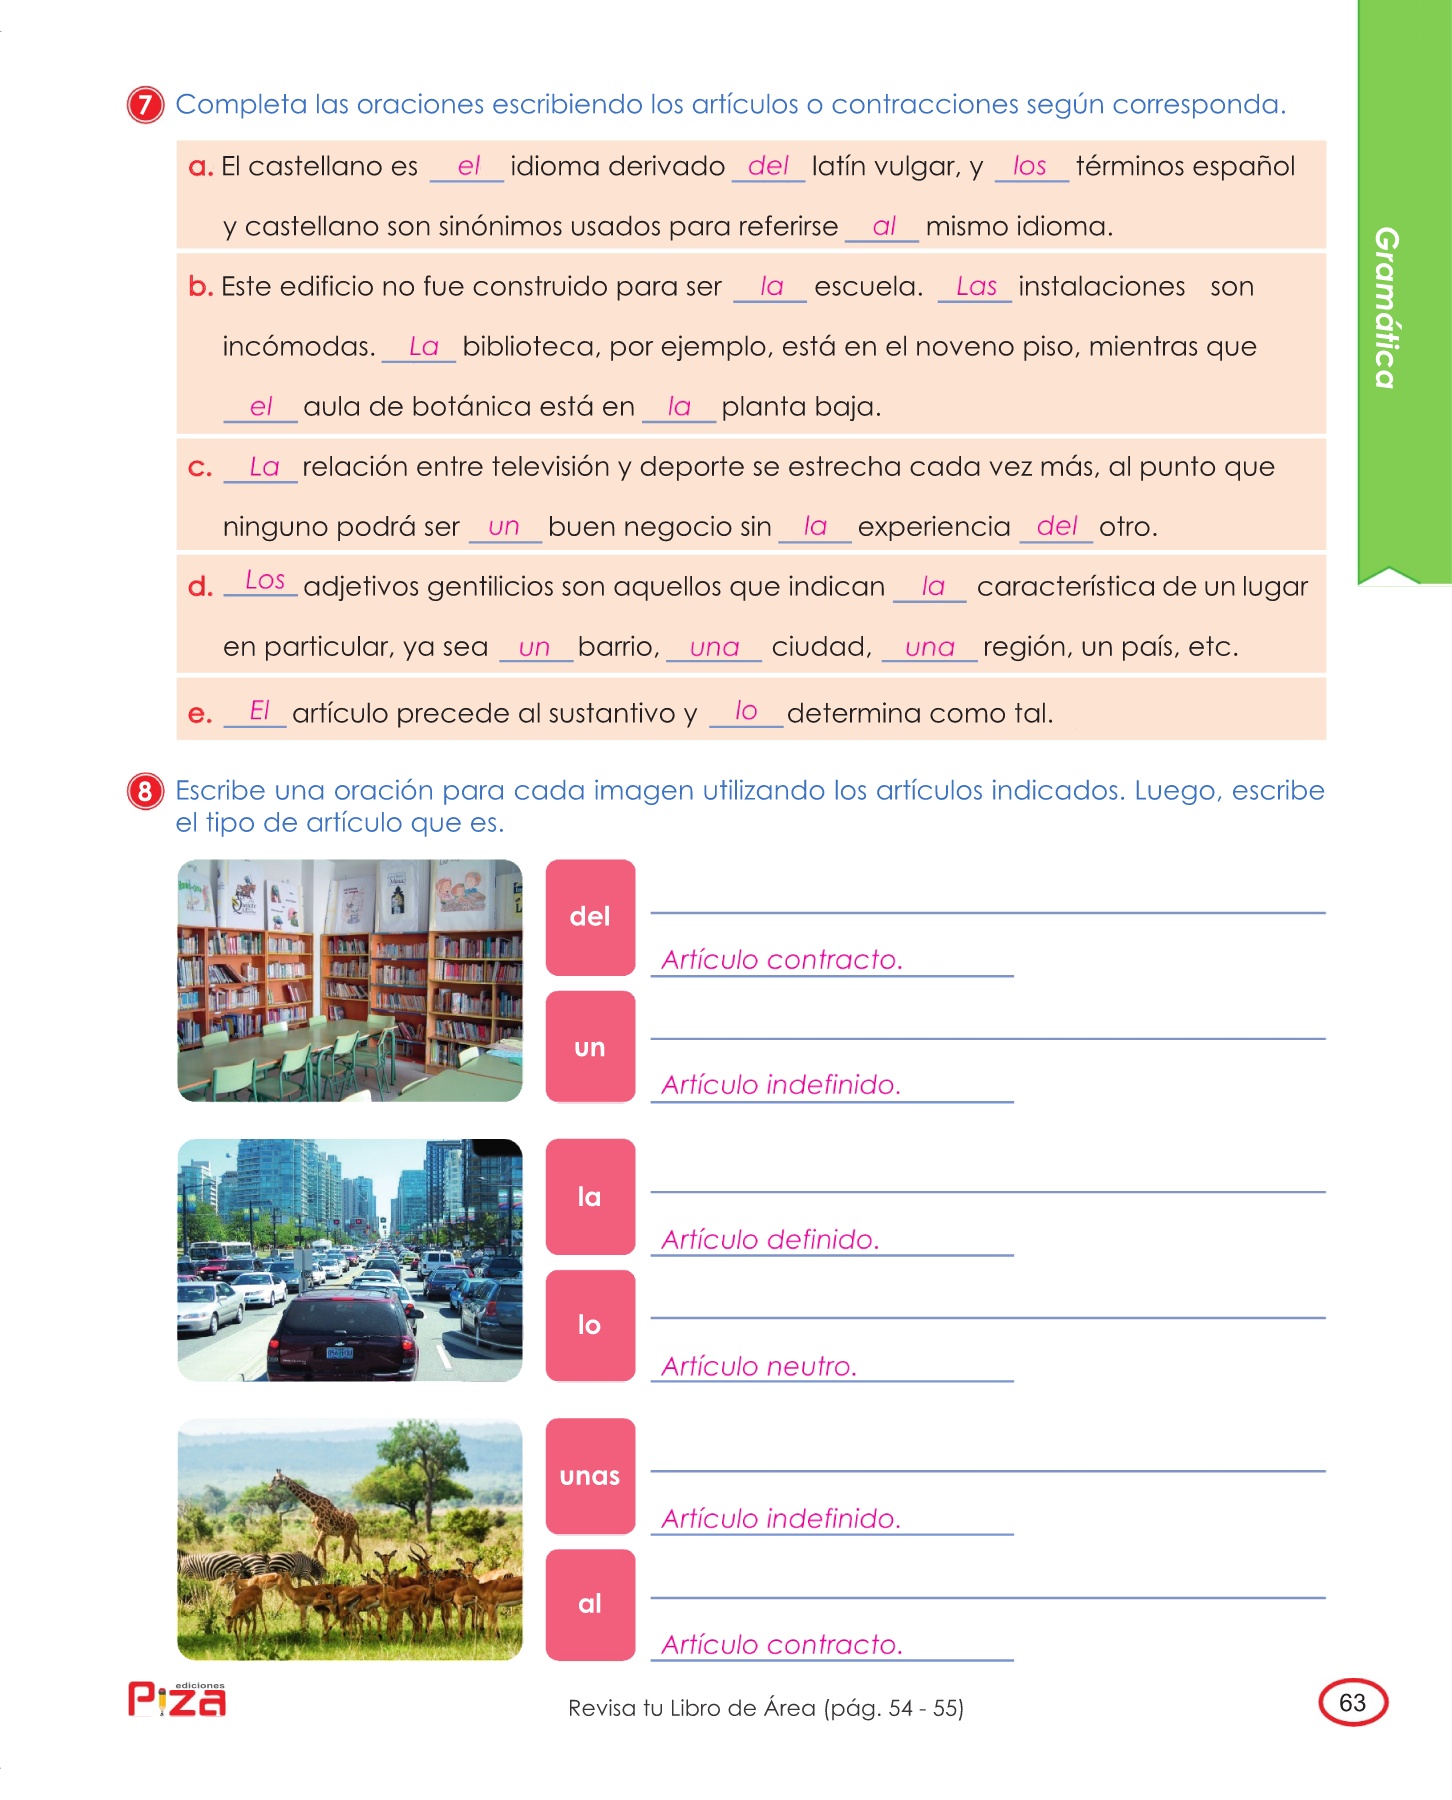 7 Completa las oraciones escribiendo los artículos o contracciones según corresponda.
a. El castellano es el idioma derivado del latín vulgar, y los términos español
y castellano son sinónimos usados para referirse al mismo idioma.
b. Este edificio no fue construido para ser la escuela. Las instalaciones son
incómodas. La biblioteca, por ejemplo, está en el noveno piso, mientras que
el aula de botánica está en la planta baja.
c. La relación entre televisión y deporte se estrecha cada vez más, al punto que
ninguno podrá ser un buen negocio sin la experiencia del otro.
d. Los adjetivos gentilicios son aquellos que indican la característica de un lugar
en particular, ya sea un barrio, una ciudad, una región, un país, etc.
e. El artículo precede al sustantivo y lo determina como tal.
Gramática
8 Escribe una oración para cada imagen utilizando los artículos indicados. Luego, escribe
el tipo de artículo que es.
del
Artículo contracto.
un
Artículo indefinido.
la
Artículo definido.
lo
Artículo neutro.
unas
Artículo indefinido.
al
Artículo contracto.
ediciones
Piza
Revisa tu Libro de Área (pág. 54 - 55)
63